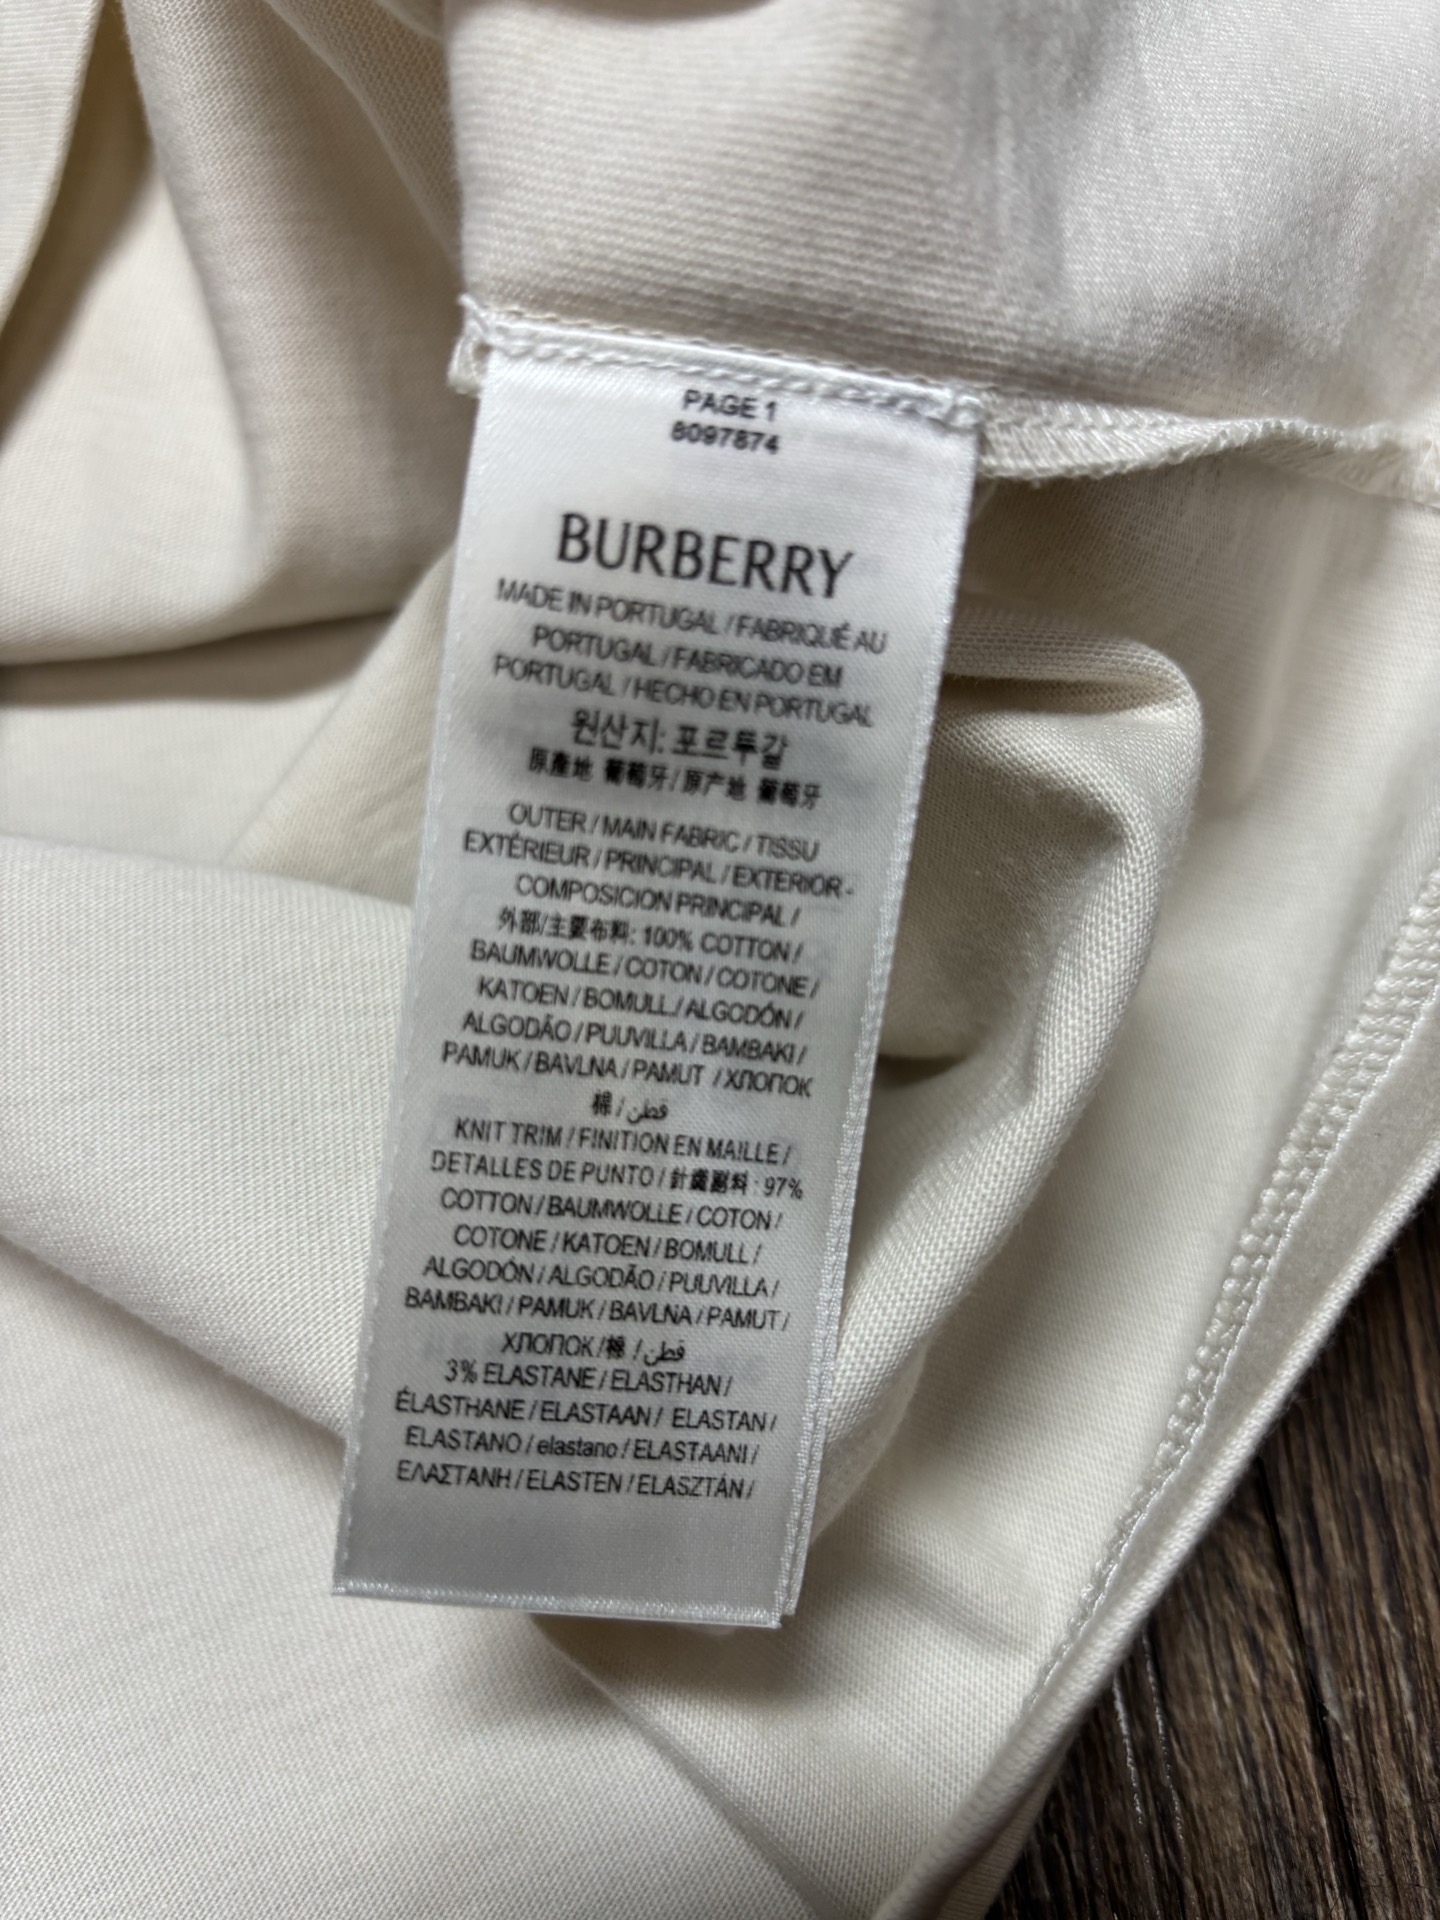 PAGE 1
8097874
BURBERRY
MADE IN PORTUGAL / FABRIQUÉ AU
PORTUGAL / FABRICADO EM
PORTUGAL / HECHO EN PORTUGAL
원산지: 포르투갈
原產地 葡萄牙 / 原产地 葡萄牙
OUTER / MAIN FABRIC / TISSU
EXTÉRIEUR / PRINCIPAL / EXTERIOR -
COMPOSICION PRINCIPAL /
外部/主要布料: 100% COTTON /
BAUMWOLLE / COTON / COTONE /
KATOEN / BOMULL / ALGODÓN /
ALGODÃO / PUUVILLA / BAMBAKI /
PAMUK / BAVLNA / PAMUT / ХЛОПОК
棉 / قطن
KNIT TRIM / FINITION EN MAILLE /
DETALLES DE PUNTO / 針處副料 : 97%
COTTON / BAUMWOLLE / COTON /
COTONE / KATOEN / BOMULL /
ALGODÓN / ALGODÃO / PUUVILLA /
BAMBAKI / PAMUK / BAVLNA / PAMUT /
ХЛОПОК / 棉 / قطن
3% ELASTANE / ELASTHAN /
ÉLASTHANE / ELASTAAN / ELASTAN /
ELASTANO / elastano / ELASTAANI /
ΕΛΑΣΤΑΝΗ / ELASTEN / ELASZTÁN /